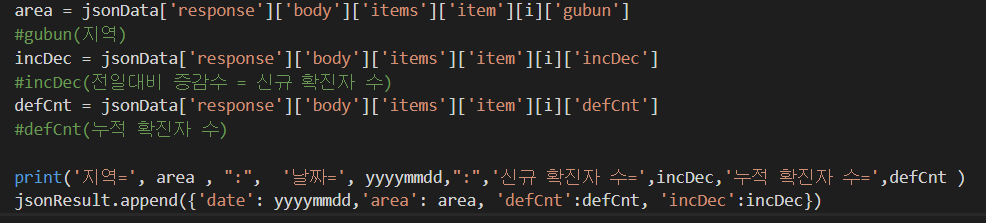 area = jsonData['response']['body']['items']['item'][i]['gubun']
#gubun(지역)
incDec = jsonData['response']['body']['items']['item'][i]['incDec']
#incDec(전일대비 증감수 = 신규 확진자 수)
defCnt = jsonData['response']['body']['items']['item'][i]['defCnt']
#defCnt(누적 확진자 수)
print('지역=', area , ":",  '날짜=', yyyymmdd,":",'신규 확진자 수=',incDec,'누적 확진자 수=',defCnt )
jsonResult.append({'date': yyyymmdd,'area': area, 'defCnt':defCnt, 'incDec':incDec})